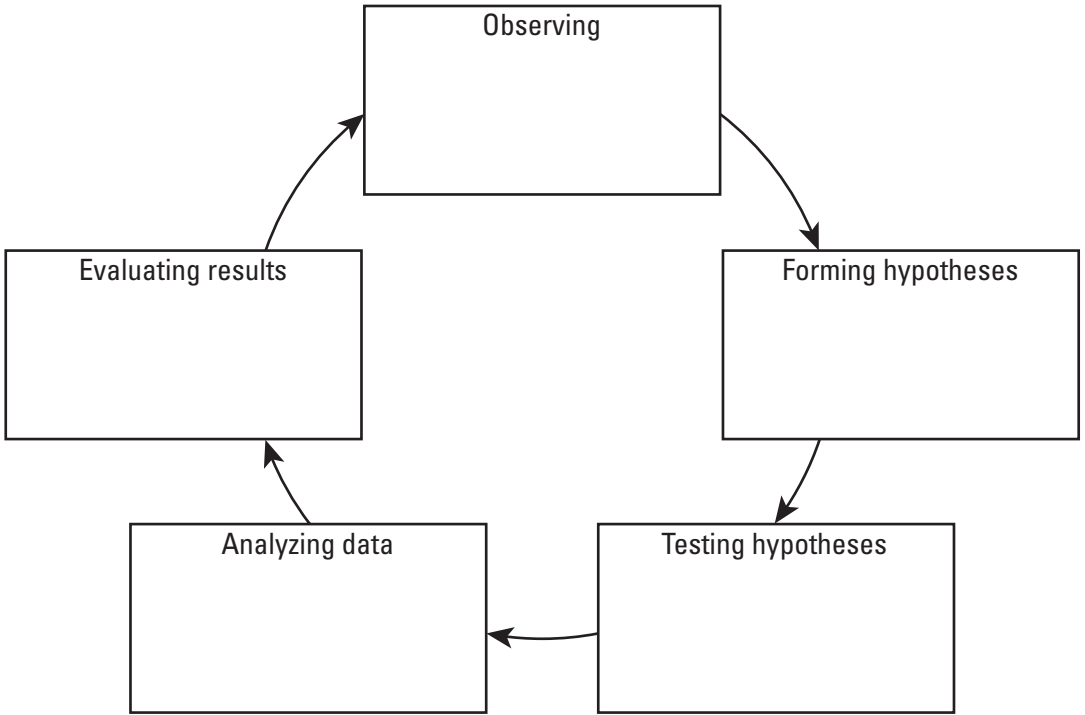 Observing
Forming hypotheses
Testing hypotheses
Analyzing data
Evaluating results